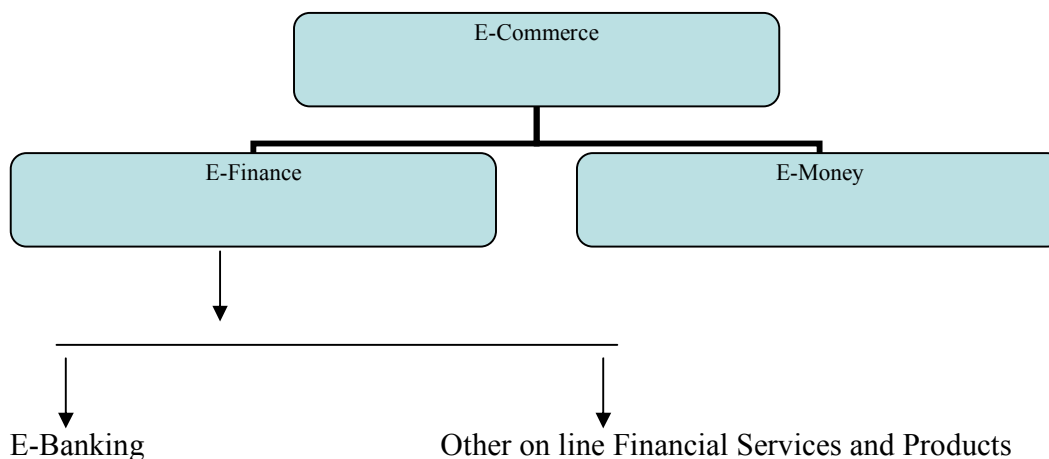 E-Commerce
E-Finance
E-Money
E-Banking
Other on line Financial Services and Products